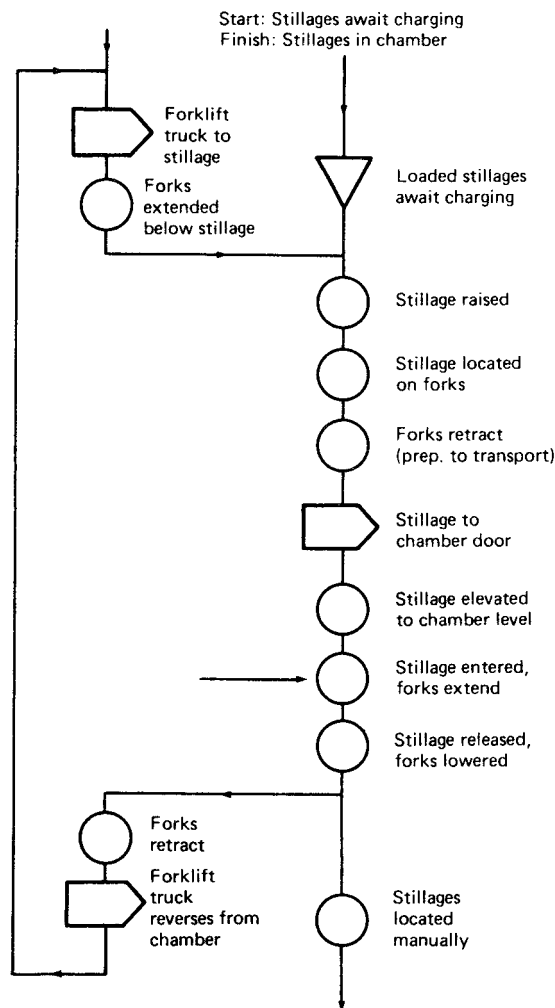 Start: Stillages await charging
Finish: Stillages in chamber
Forklift
truck to
stillage
Forks
extended
below stillage
Loaded stillages
await charging
Stillage raised
Stillage located
on forks
Forks retract
(prep. to transport)
Stillage to
chamber door
Stillage elevated
to chamber level
Stillage entered,
forks extend
Stillage released,
forks lowered
Forks
retract
Forklift
truck
reverses from
chamber
Stillages
located
manually